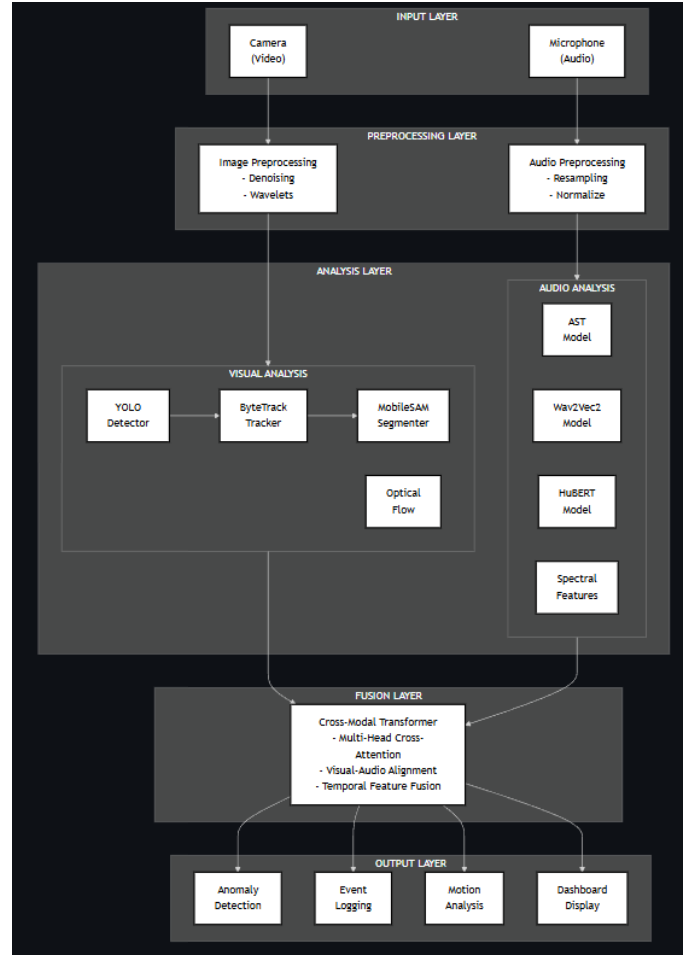 INPUT LAYER
Camera
(Video)
Microphone
(Audio)
PREPROCESSING LAYER
Image Preprocessing
- Denoising
- Wavelets
Audio Preprocessing
- Resampling
- Normalize
ANALYSIS LAYER
VISUAL ANALYSIS
YOLO
Detector
ByteTrack
Tracker
MobileSAM
Segmenter
Optical
Flow
AUDIO ANALYSIS
AST
Model
Wav2Vec2
Model
HuBERT
Model
Spectral
Features
FUSION LAYER
Cross-Modal Transformer
- Multi-Head Cross-
Attention
- Visual-Audio Alignment
- Temporal Feature Fusion
OUTPUT LAYER
Anomaly
Detection
Event
Logging
Motion
Analysis
Dashboard
Display